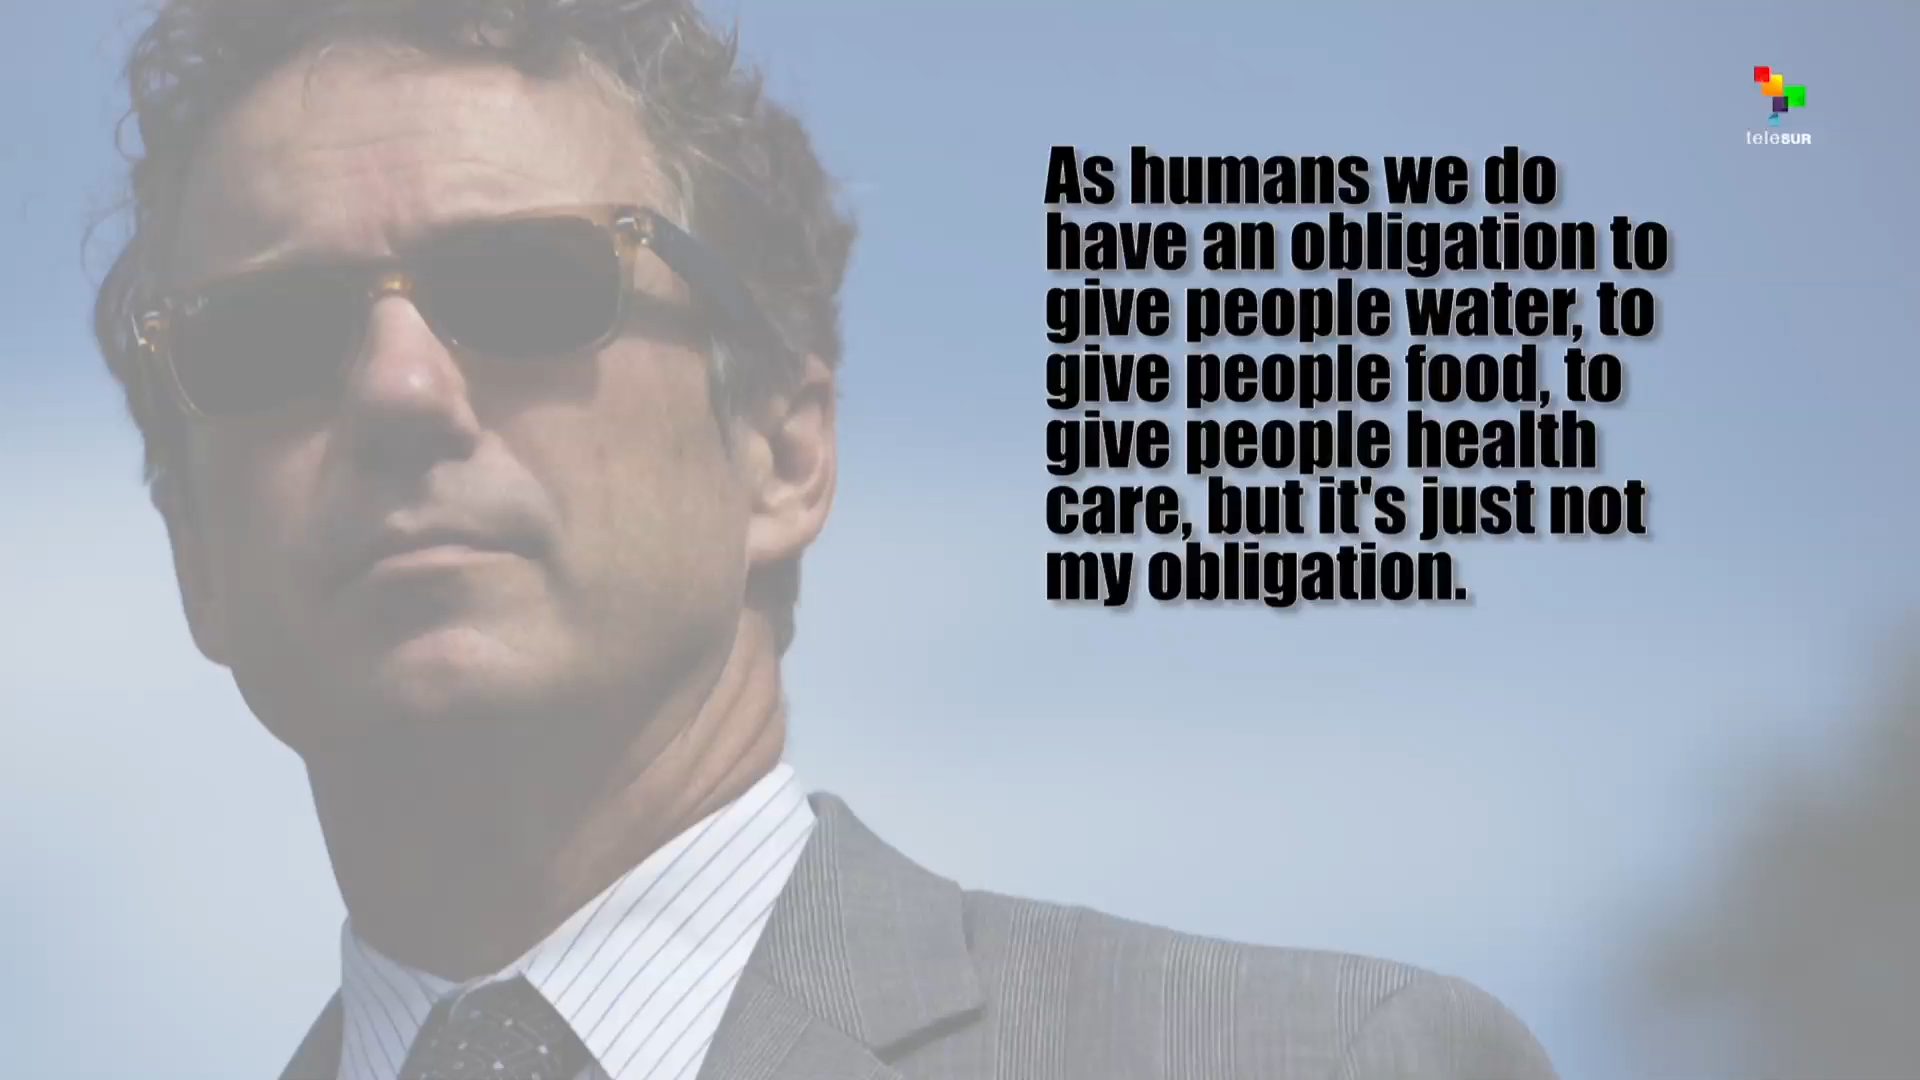 teleSUR
As humans we do
have an obligation to
give people water, to
give people food, to
give people health
care, but it's just not
my obligation.